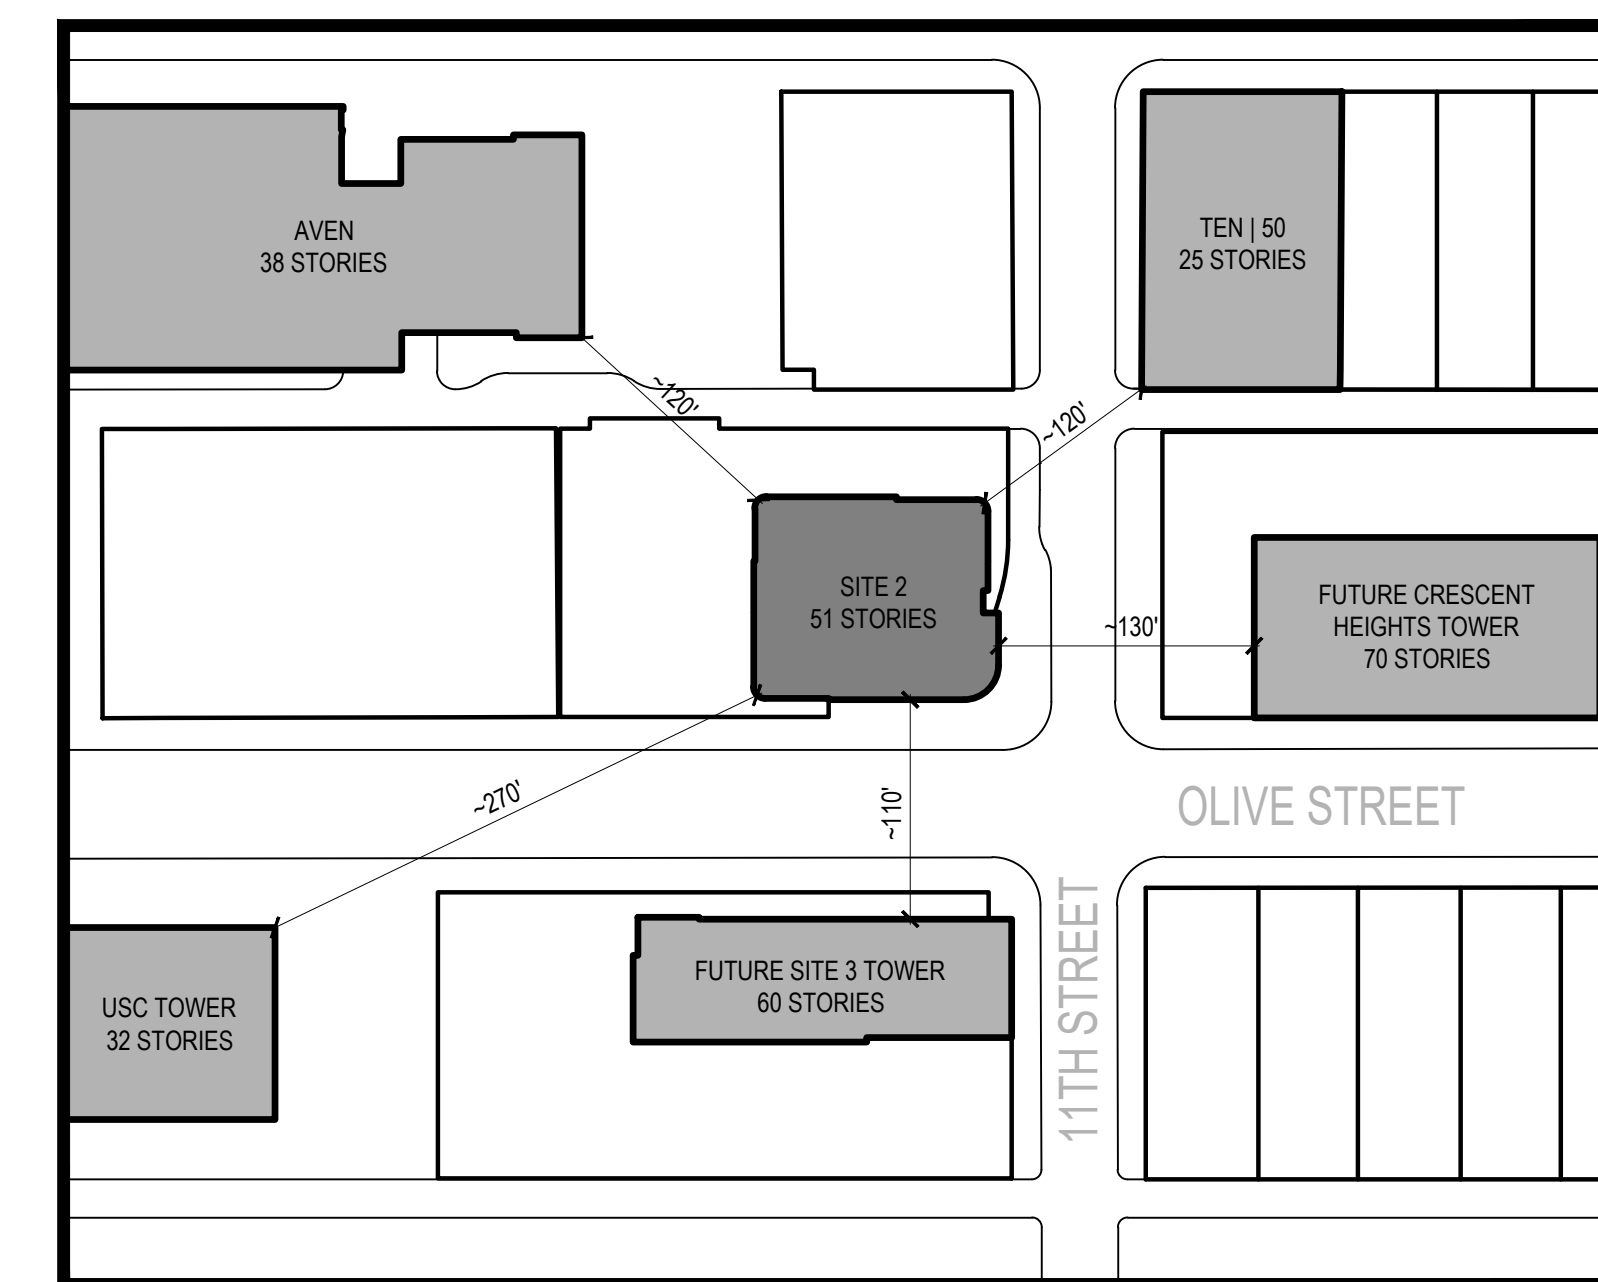 AVEN
38 STORIES
TEN | 50
25 STORIES
~120'
~120'
SITE 2
51 STORIES
~130'
FUTURE CRESCENT
HEIGHTS TOWER
70 STORIES
~270'
~110'
OLIVE STREET
11TH STREET
FUTURE SITE 3 TOWER
60 STORIES
USC TOWER
32 STORIES